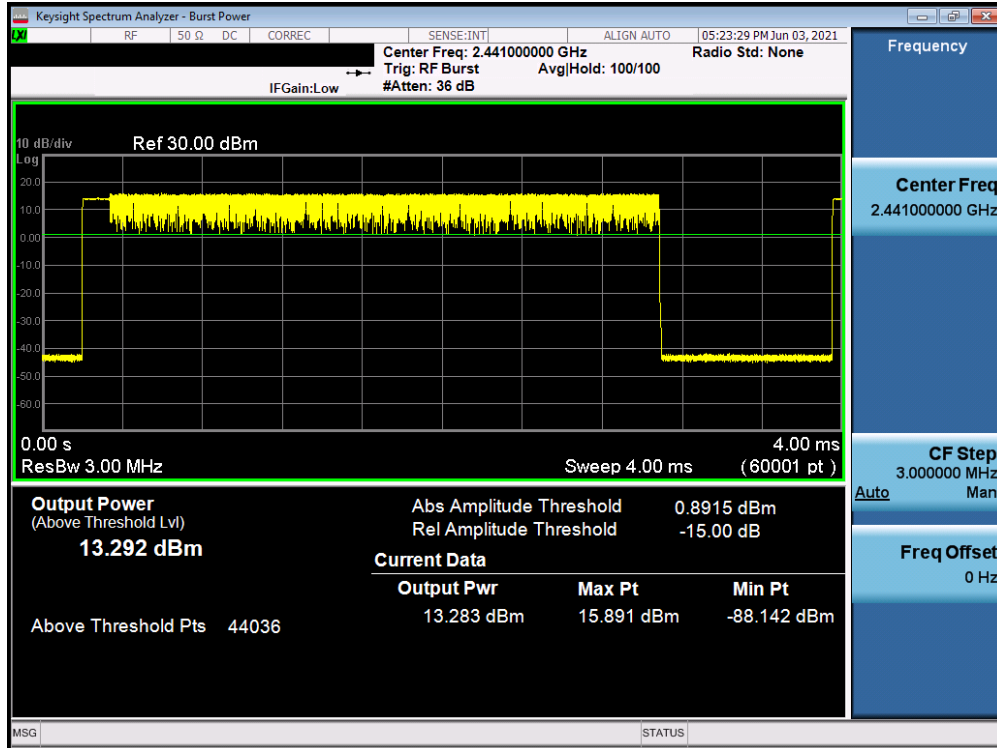 Keysight Spectrum Analyzer - Burst Power
LXI RF 50 Ω DC CORREC SENSE:INT ALIGN AUTO 05:23:29 PM Jun 03, 2021
Center Freq: 2.441000000 GHz Radio Std: None
Trig: RF Burst Avg|Hold: 100/100
IFGain:Low #Atten: 36 dB
10 dB/div Ref 30.00 dBm
Log
20.0
10.0
0.00
-10.0
-20.0
-30.0
-40.0
-50.0
-60.0
0.00 s 4.00 ms
ResBw 3.00 MHz Sweep 4.00 ms (60001 pt)
Output Power
(Above Threshold Lvl)
13.292 dBm
Above Threshold Pts 44036
Abs Amplitude Threshold 0.8915 dBm
Rel Amplitude Threshold -15.00 dB
Current Data
Output Pwr Max Pt Min Pt
13.283 dBm 15.891 dBm -88.142 dBm
Frequency
Center Freq
2.441000000 GHz
CF Step
3.000000 MHz
Auto Man
Freq Offset
0 Hz
MSG STATUS